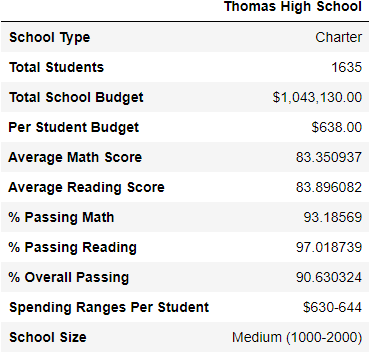 Thomas High School
School Type Charter
Total Students 1635
Total School Budget $1,043,130.00
Per Student Budget $638.00
Average Math Score 83.350937
Average Reading Score 83.896082
% Passing Math 93.18569
% Passing Reading 97.018739
% Overall Passing 90.630324
Spending Ranges Per Student $630-644
School Size Medium (1000-2000)